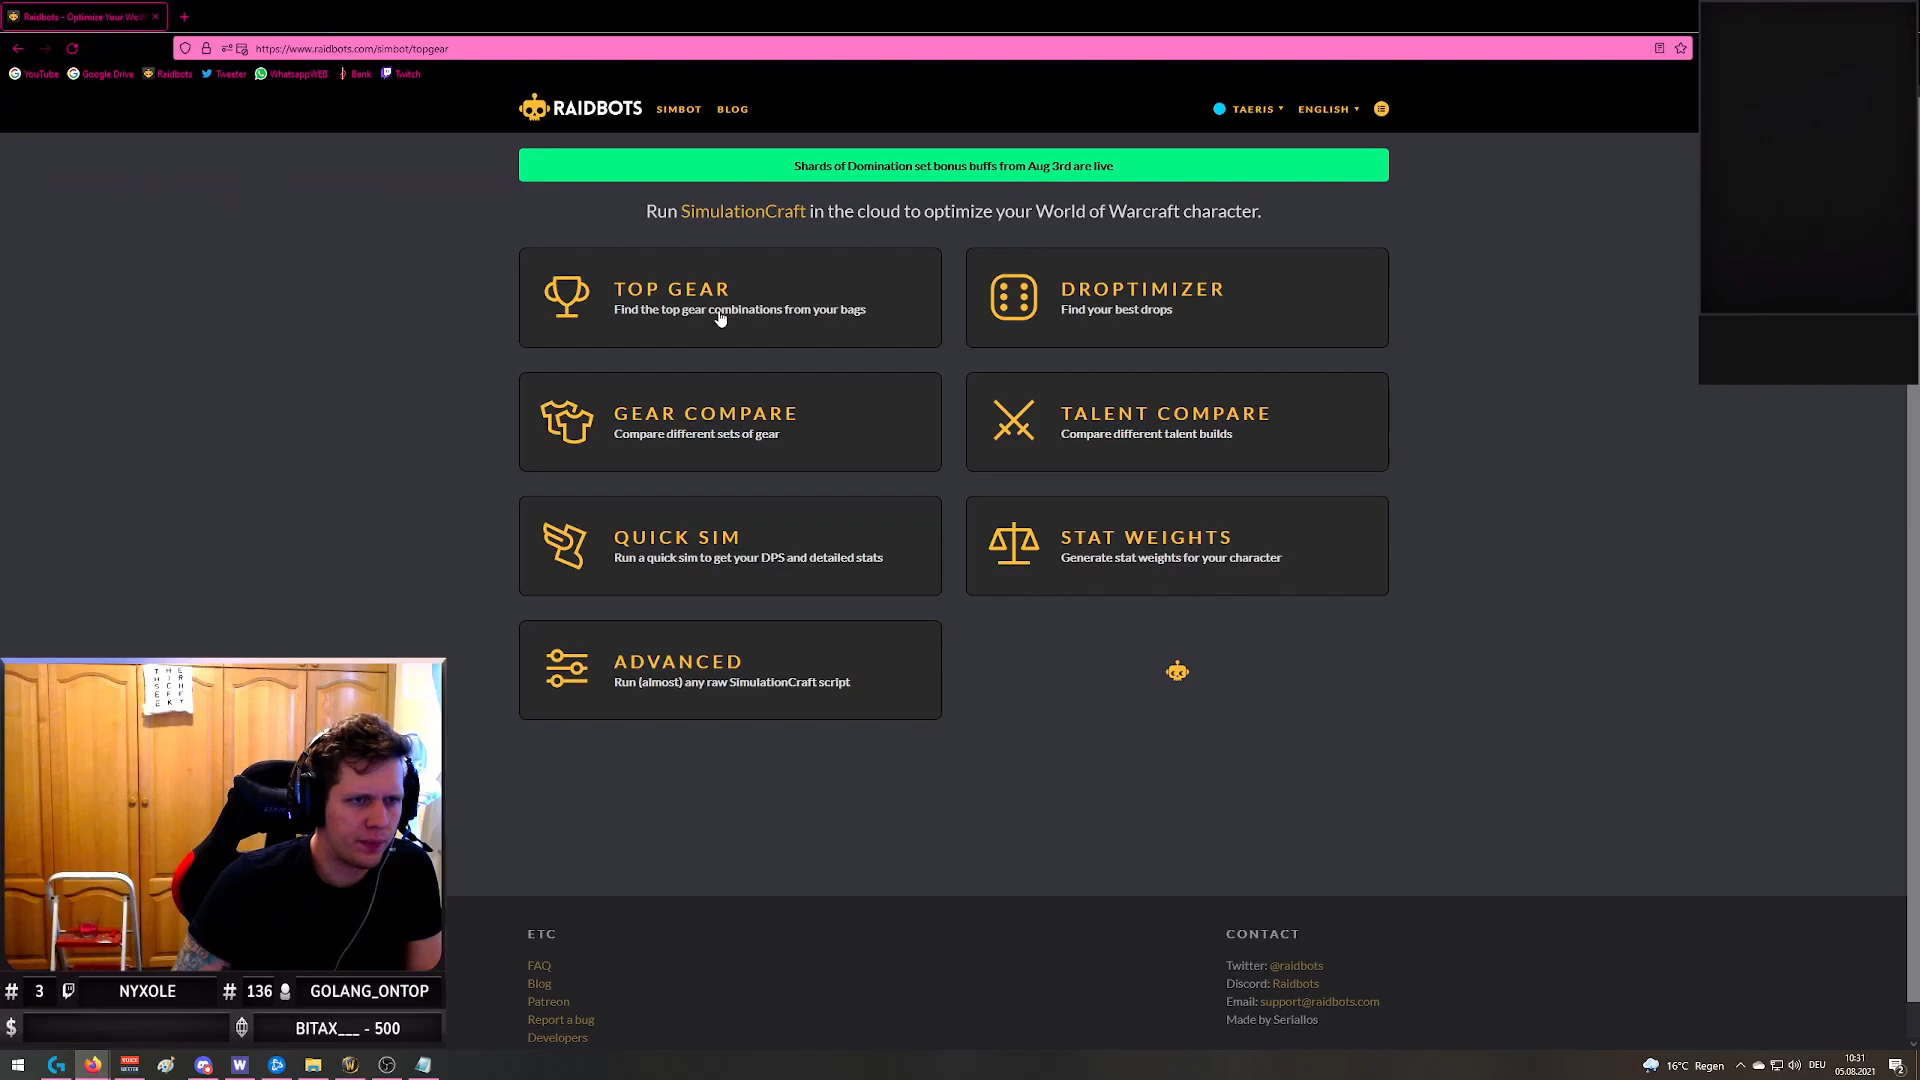 Raidbots - Optimize Your WoW
https://www.raidbots.com/simbot/topgear
YouTube Google Drive Raidbots Tweeter WhatsappWEB Bank Twitch
RAIDBOTS SIMBOT BLOG TAERIS ENGLISH
Shards of Domination set bonus buffs from Aug 3rd are live
Run SimulationCraft in the cloud to optimize your World of Warcraft character.
TOP GEAR
Find the top gear combinations from your bags
DROPTIMIZER
Find your best drops
GEAR COMPARE
Compare different sets of gear
TALENT COMPARE
Compare different talent builds
QUICK SIM
Run a quick sim to get your DPS and detailed stats
STAT WEIGHTS
Generate stat weights for your character
ADVANCED
Run (almost) any raw SimulationCraft script
ETC
FAQ
Blog
Patreon
Report a bug
Developers
CONTACT
Twitter: @raidbots
Discord: Raidbots
Email: support@raidbots.com
Made by Seriallos
# 3 NYXOLE # 136 GOLANG_ONTOP
$ BITAX___ - 500
16°C Regen DEU 10:31
05.08.2021 2